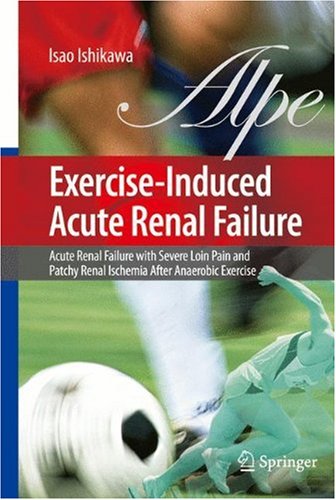 Isao Ishikawa
Alpe
Exercise-Induced
Acute Renal Failure
Acute Renal Failure with Severe Loin Pain and
Patchy Renal Ischemia After Anaerobic Exercise
Springer